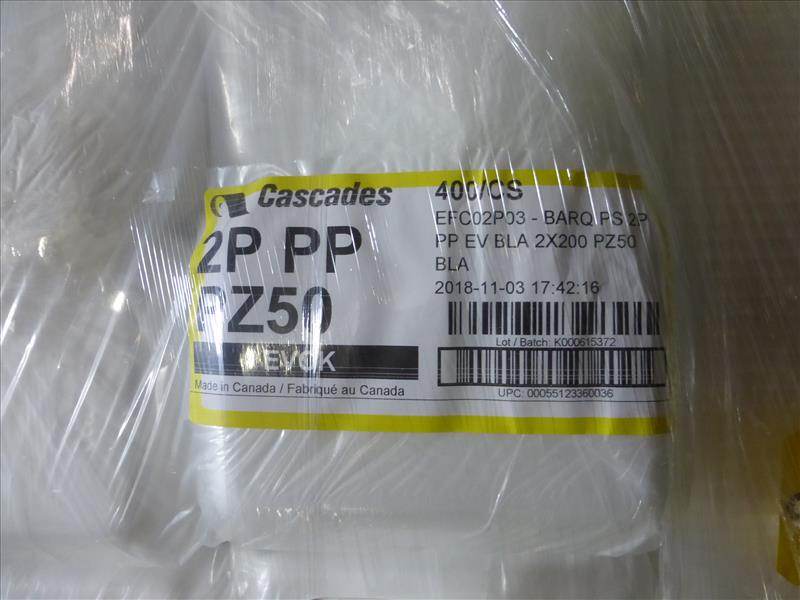 Cascades
2P PP
PZ50
EVOK
Made in Canada / Fabriqué au Canada
400/CS
EFC02P03 - BARQ PS 2P
PP EV BLA 2X200 PZ50
BLA
2018-11-03 17:42:16
Lot / Batch: K000615372
UPC: 00055123360036